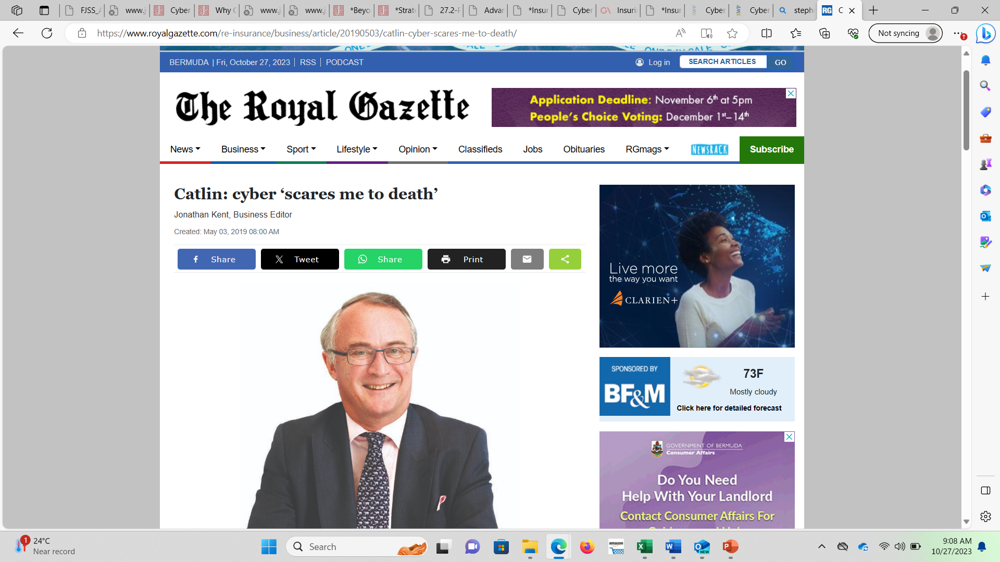 FJSS_A
www.j
Cyber
Why C
www.j
www.j
*Beyo
*Strate
27.2-F
Advar
*Insur
Cyber
Insuri
*Insur
Cyber
Cyber
steph
RG
C
https://www.royalgazette.com/re-insurance/business/article/20190503/catlin-cyber-scares-me-to-death/
Not syncing
BERMUDA | Fri, October 27, 2023 | RSS | PODCAST
Log in
SEARCH ARTICLES
GO
The Royal Gazette
Application Deadline: November 6th at 5pm
People's Choice Voting: December 1st–14th
News
Business
Sport
Lifestyle
Opinion
Classifieds
Jobs
Obituaries
RGmags
NEWSRACK
Subscribe
Catlin: cyber ‘scares me to death’
Jonathan Kent, Business Editor
Created: May 03, 2019 08:00 AM
Share
Tweet
Share
Print
Live more
the way you want
CLARIEN+
SPONSORED BY
BF&M
73F
Mostly cloudy
Click here for detailed forecast
GOVERNMENT OF BERMUDA
Consumer Affairs
Do You Need
Help With Your Landlord
Contact Consumer Affairs For
1
24°C
Near record
Search
amazon
NEW
9:08 AM
10/27/2023